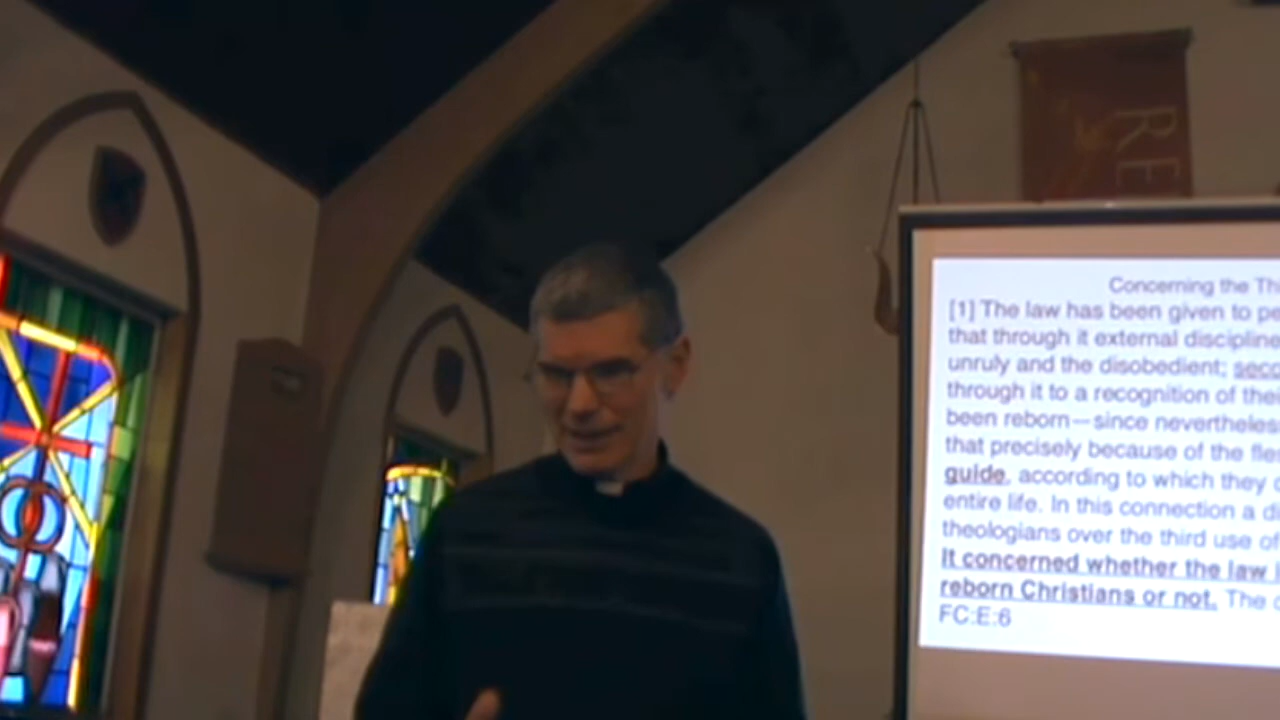 RE
Concerning the Th
[1] The law has been given to pe
that through it external discipline
unruly and the disobedient; seco
through it to a recognition of thei
been reborn—since nevertheless
that precisely because of the fles
guide, according to which they c
entire life. In this connection a di
theologians over the third use of
It concerned whether the law i
reborn Christians or not. The c
FC:E:6